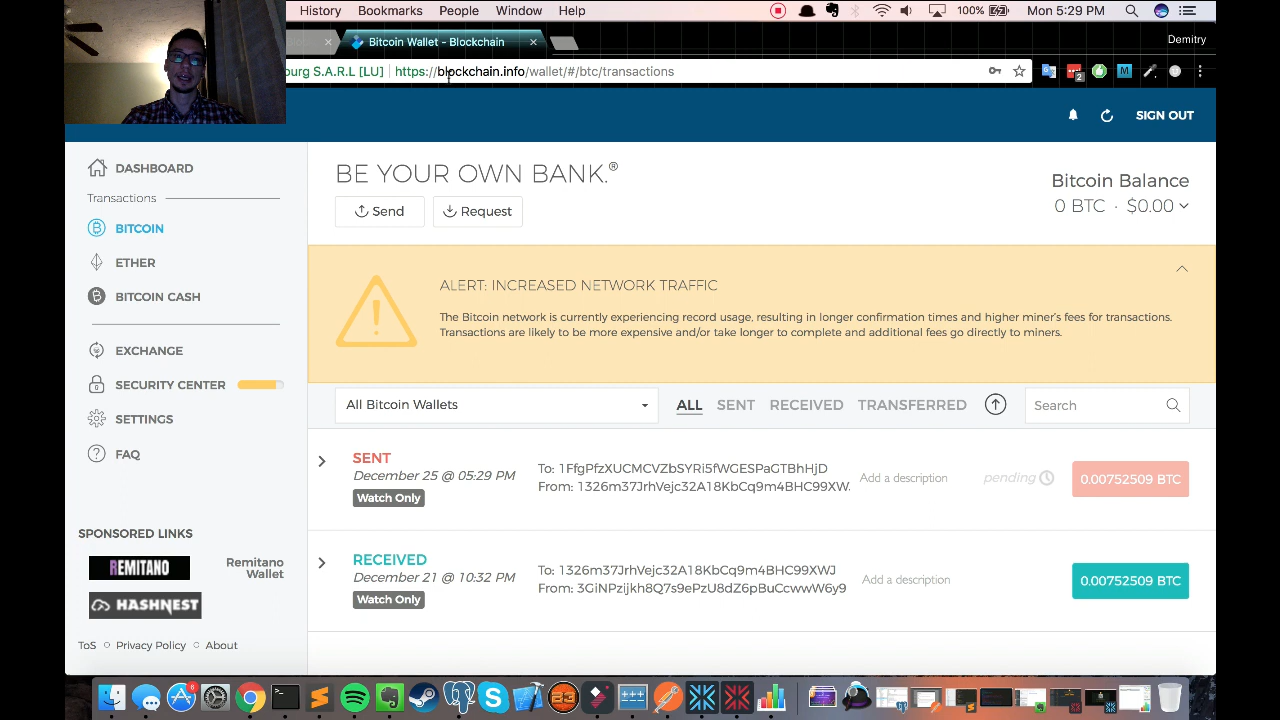 History Bookmarks People Window Help 100% Mon 5:29 PM
Bitcoin Wallet - Blockchain
Demitry
ourg S.A.R.L [LU] https://blockchain.info/wallet/#/btc/transactions
2 M
SIGN OUT
DASHBOARD
Transactions
BITCOIN
ETHER
BITCOIN CASH
EXCHANGE
SECURITY CENTER
SETTINGS
FAQ
SPONSORED LINKS
REMITANO
Remitano
Wallet
HASHNEST
ToS Privacy Policy About
BE YOUR OWN BANK.®
Send Request
Bitcoin Balance
0 BTC · $0.00
ALERT: INCREASED NETWORK TRAFFIC
The Bitcoin network is currently experiencing record usage, resulting in longer confirmation times and higher miner's fees for transactions.
Transactions are likely to be more expensive and/or take longer to complete and additional fees go directly to miners.
All Bitcoin Wallets ALL SENT RECEIVED TRANSFERRED Search
SENT
December 25 @ 05:29 PM
Watch Only
To: 1FfgPfzXUCMCVZbSYRi5fWGESPaGTBhHjD
From: 1326m37JrhVejc32A18KbCq9m4BHC99XW.
Add a description
pending
0.00752509 BTC
RECEIVED
December 21 @ 10:32 PM
Watch Only
To: 1326m37JrhVejc32A18KbCq9m4BHC99XWJ
From: 3GiNPzijkh8Q7s9ePzU8dZ6pBuCcwwW6y9
Add a description
0.00752509 BTC